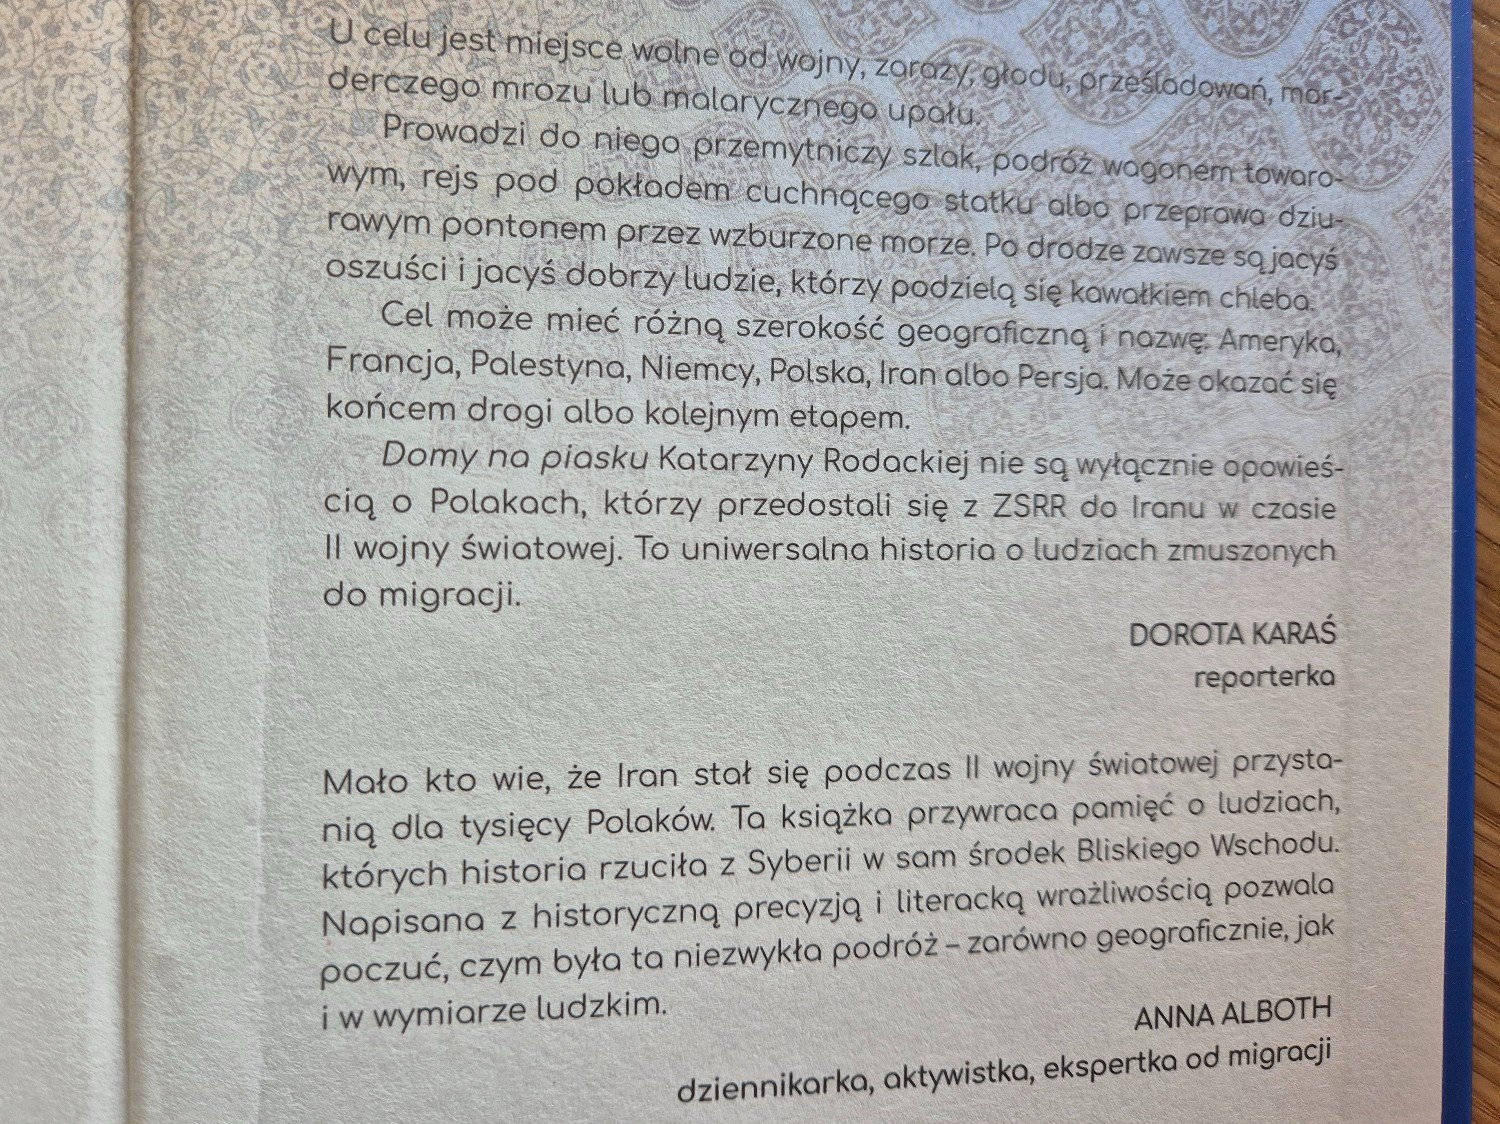 U celu jest miejsce wolne od wojny, zarazy, głodu, prześladowań, mor-
derczego mrozu lub malarycznego upału.
Prowadzi do niego przemytniczy szlak, podróż wagonem towaro-
wym, rejs pod pokładem cuchnącego statku albo przeprawa dziu-
rawym pontonem przez wzburzone morze. Po drodze zawsze są jacyś
oszuści i jacyś dobrzy ludzie, którzy podzielą się kawałkiem chleba.
Cel może mieć różną szerokość geograficzną i nazwę: Ameryka,
Francja, Palestyna, Niemcy, Polska, Iran albo Persja. Może okazać się
końcem drogi albo kolejnym etapem.
Domy na piasku Katarzyny Rodackiej nie są wyłącznie opowieś-
cią o Polakach, którzy przedostali się z ZSRR do Iranu w czasie
II wojny światowej. To uniwersalna historia o ludziach zmuszonych
do migracji.
DOROTA KARAŚ
reporterka
Mało kto wie, że Iran stał się podczas II wojny światowej przysta-
nią dla tysięcy Polaków. Ta książka przywraca pamięć o ludziach,
których historia rzuciła z Syberii w sam środek Bliskiego Wschodu.
Napisana z historyczną precyzją i literacką wrażliwością pozwala
poczuć, czym była ta niezwykła podróż – zarówno geograficznie, jak
i w wymiarze ludzkim.
ANNA ALBOTH
dziennikarka, aktywistka, ekspertka od migracji